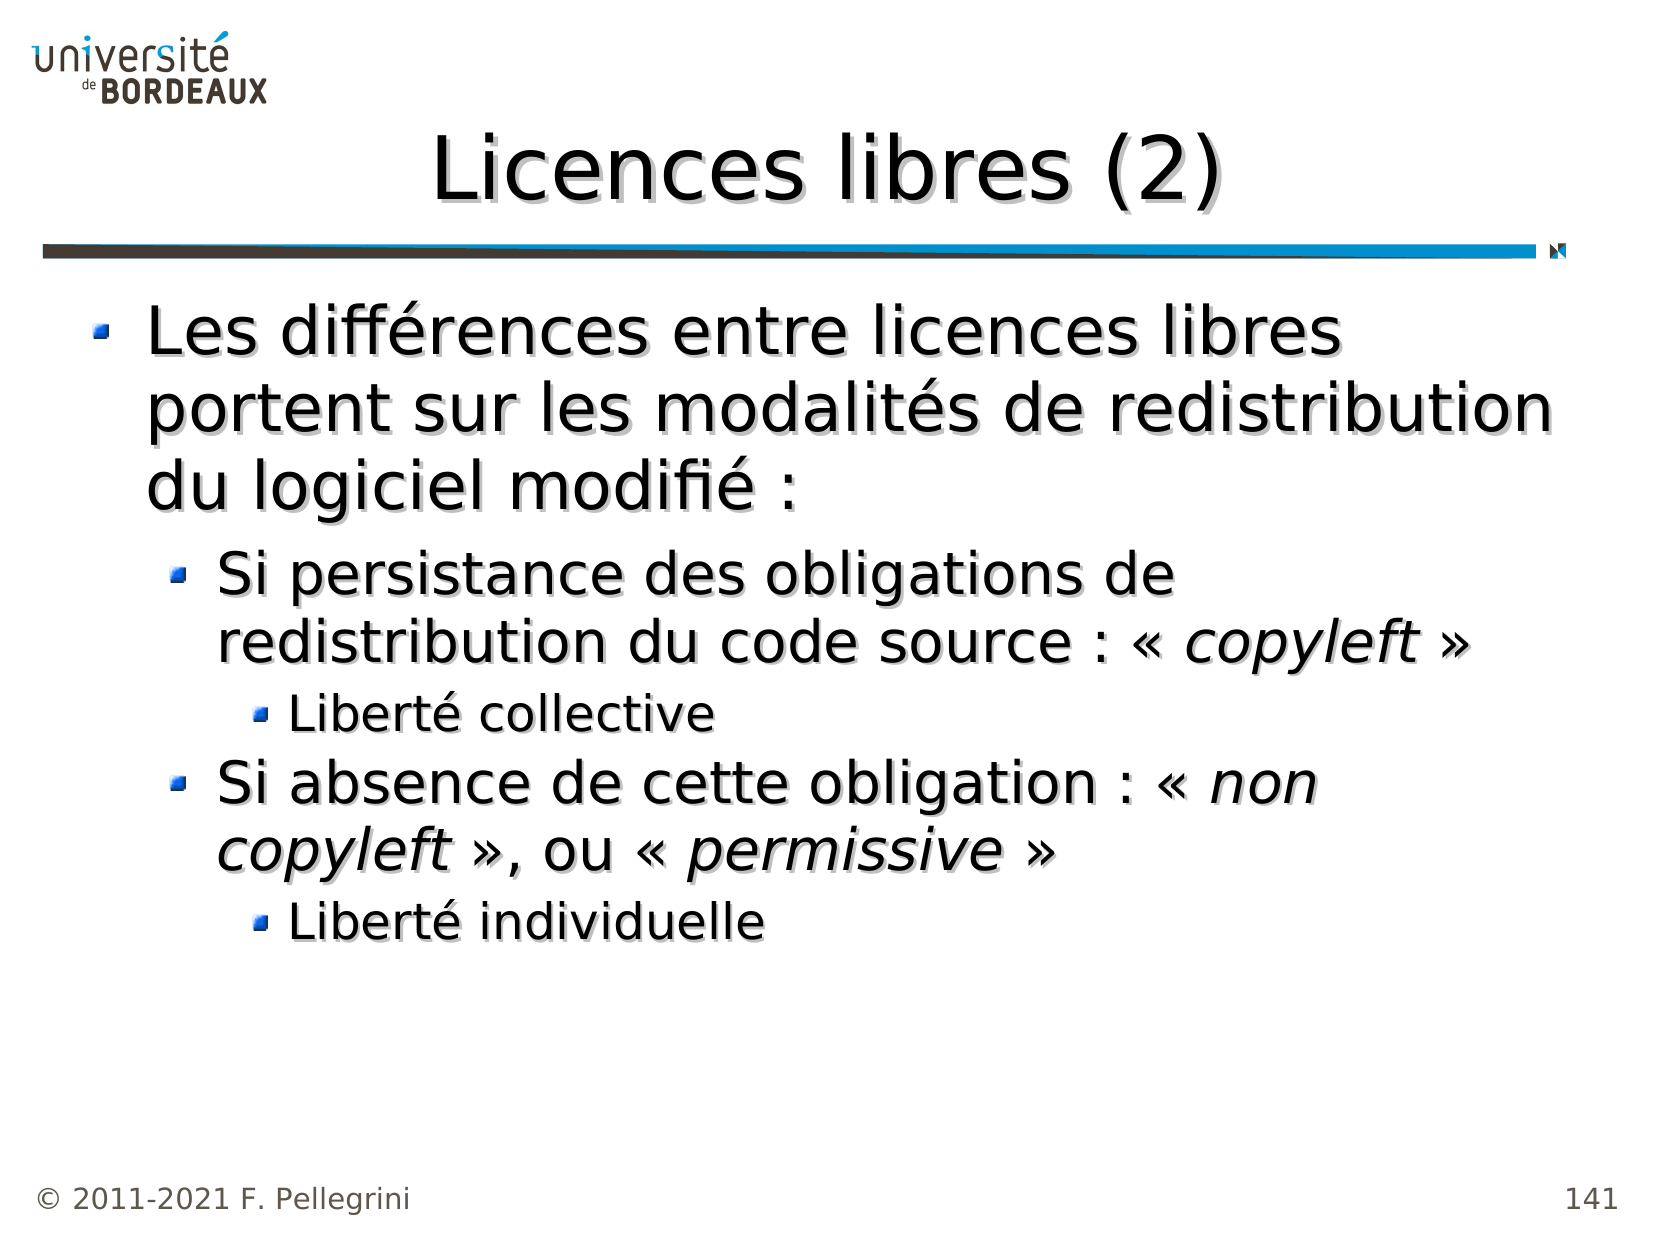 université
de BORDEAUX
Licences libres (2)
Les différences entre licences libres
portent sur les modalités de redistribution
du logiciel modifié :
Si persistance des obligations de
redistribution du code source : « copyleft »
Liberté collective
Si absence de cette obligation : « non
copyleft », ou « permissive »
Liberté individuelle
© 2011-2021 F. Pellegrini
141